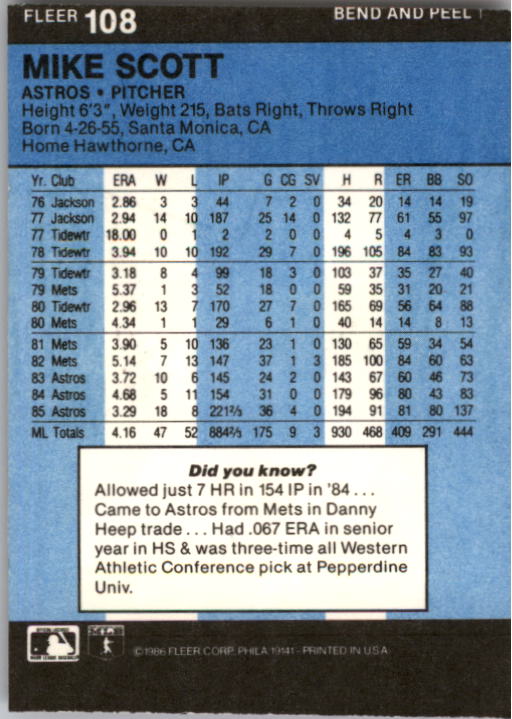 FLEER 108
BEND AND PEEL
MIKE SCOTT
ASTROS • PITCHER
Height 6'3", Weight 215, Bats Right, Throws Right
Born 4-26-55, Santa Monica, CA
Home Hawthorne, CA
Yr. Club ERA W L IP G CG SV H R ER BB SO
76 Jackson 2.86 3 3 44 7 2 0 34 20 14 14 19
77 Jackson 2.94 14 10 187 25 14 0 132 77 61 55 97
77 Tidewtr 18.00 0 1 2 2 0 0 4 5 4 3 0
78 Tidewtr 3.94 10 10 192 29 7 0 196 105 84 83 93
79 Tidewtr 3.18 8 4 99 18 3 0 103 37 35 27 40
79 Mets 5.37 1 3 52 18 0 0 59 35 31 20 21
80 Tidewtr 2.96 13 7 170 27 7 0 165 69 56 64 88
80 Mets 4.34 1 1 29 6 1 0 40 14 14 8 13
81 Mets 3.90 5 10 136 23 1 0 130 65 59 34 54
82 Mets 5.14 7 13 147 37 1 3 185 100 84 60 63
83 Astros 3.72 10 6 145 24 2 0 143 67 60 46 73
84 Astros 4.68 5 11 154 31 0 0 179 96 80 43 83
85 Astros 3.29 18 8 221⅔ 36 4 0 194 91 81 80 137
ML Totals 4.16 47 52 884⅔ 175 9 3 930 468 409 291 444
Did you know?
Allowed just 7 HR in 154 IP in '84 . . .
Came to Astros from Mets in Danny
Heep trade . . . Had .067 ERA in senior
year in HS & was three-time all Western
Athletic Conference pick at Pepperdine
Univ.
©1986 FLEER CORP. PHILA 19141 - PRINTED IN U.S.A.